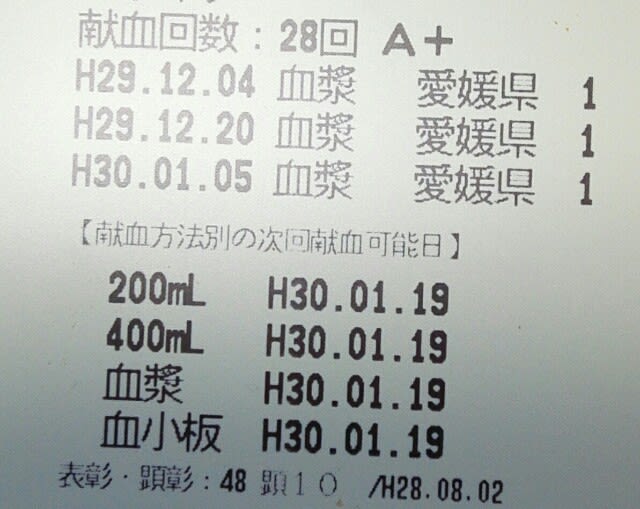 献血回数：28回 A+
H29.12.04 血漿 愛媛県 1
H29.12.20 血漿 愛媛県 1
H30.01.05 血漿 愛媛県 1
【献血方法別の次回献血可能日】
200mL H30.01.19
400mL H30.01.19
血漿 H30.01.19
血小板 H30.01.19
表彰・顕彰：48 顕１０ /H28.08.02